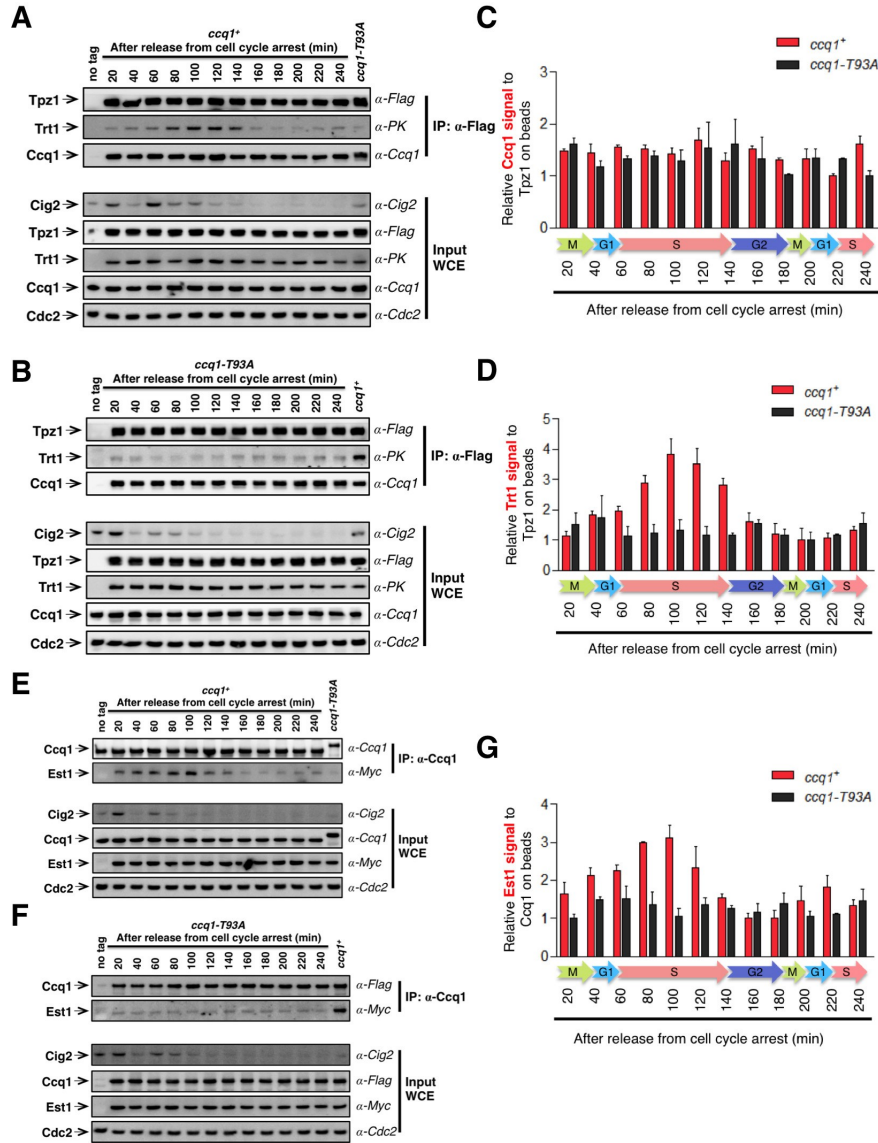 A
ccq1+
After release from cell cycle arrest (min)
no tag 20 40 60 80 100 120 140 160 180 200 220 240 ccq1-T93A
Tpz1 α-Flag
Trt1 α-PK
Ccq1 α-Ccq1
IP: α-Flag
Cig2 α-Cig2
Tpz1 α-Flag
Trt1 α-PK
Ccq1 α-Ccq1
Cdc2 α-Cdc2
Input
WCE
B
ccq1-T93A
After release from cell cycle arrest (min)
no tag 20 40 60 80 100 120 140 160 180 200 220 240 ccq1+
Tpz1 α-Flag
Trt1 α-PK
Ccq1 α-Ccq1
IP: α-Flag
Cig2 α-Cig2
Tpz1 α-Flag
Trt1 α-PK
Ccq1 α-Ccq1
Cdc2 α-Cdc2
Input
WCE
E
ccq1+
After release from cell cycle arrest (min)
no tag 20 40 60 80 100 120 140 160 180 200 220 240 ccq1-T93A
Ccq1 α-Ccq1
Est1 α-Myc
IP: α-Ccq1
Cig2 α-Cig2
Ccq1 α-Ccq1
Est1 α-Myc
Cdc2 α-Cdc2
Input
WCE
F
ccq1-T93A
After release from cell cycle arrest (min)
no tag 20 40 60 80 100 120 140 160 180 200 220 240 ccq1+
Ccq1 α-Flag
Est1 α-Myc
IP: α-Ccq1
Cig2 α-Cig2
Ccq1 α-Flag
Est1 α-Myc
Cdc2 α-Cdc2
Input
WCE
C
ccq1+
ccq1-T93A
Relative Ccq1 signal to
Tpz1 on beads
3
2
1
0
M G1 S G2 M G1 S
20 40 60 80 100 120 140 160 180 200 220 240
After release from cell cycle arrest (min)
D
ccq1+
ccq1-T93A
Relative Trt1 signal to
Tpz1 on beads
5
4
3
2
1
0
M G1 S G2 M G1 S
20 40 60 80 100 120 140 160 180 200 220 240
After release from cell cycle arrest (min)
G
ccq1+
ccq1-T93A
Relative Est1 signal to
Ccq1 on beads
4
3
2
1
0
M G1 S G2 M G1 S
20 40 60 80 100 120 140 160 180 200 220 240
After release from cell cycle arrest (min)